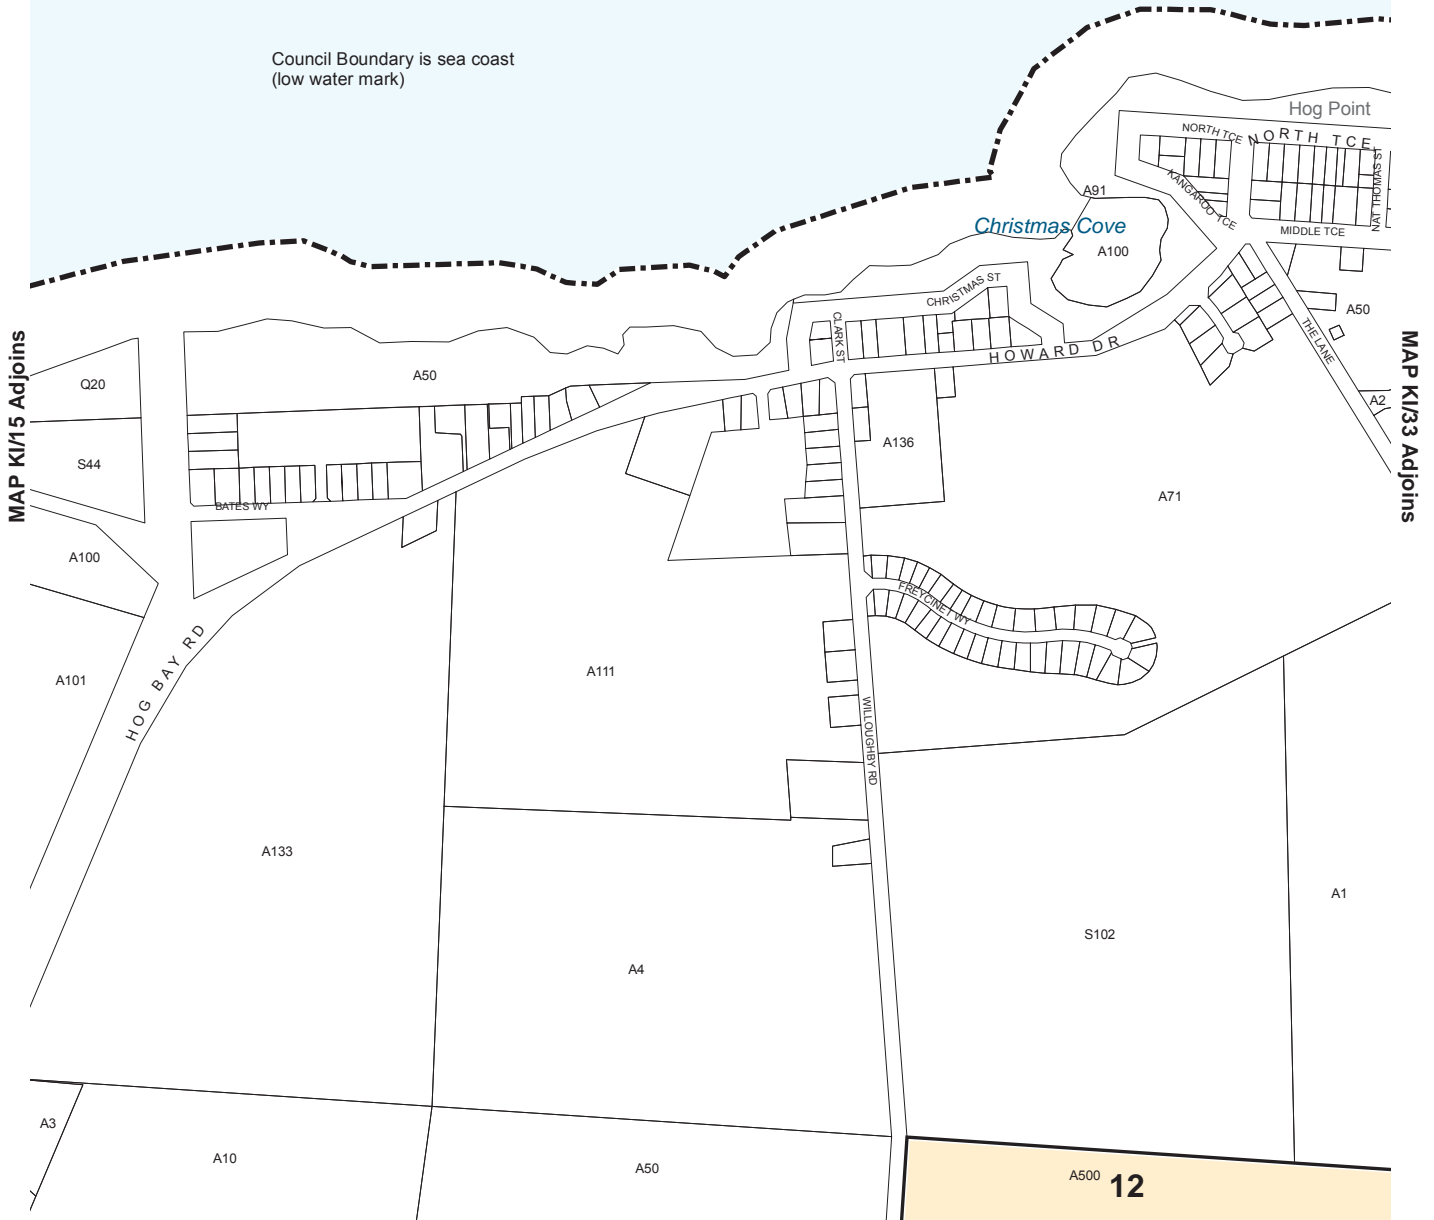 Council Boundary is sea coast
(low water mark)
Hog Point
NORTH TCE
NORTH TCE
NAT THOMAS ST
KANGAROO TCE
A91
Christmas Cove
MIDDLE TCE
A100
CHRISTMAS ST
A50
CLARK ST
THE LANE
HOWARD DR
MAP KI/15 Adjoins
MAP KI/33 Adjoins
Q20
A50
A2
A136
S44
A71
BATES WY
A100
FREYCINET WY
HOG BAY RD
A101
A111
WILLOUGHBY RD
A133
A1
S102
A4
A3
A10
A50
A500
12